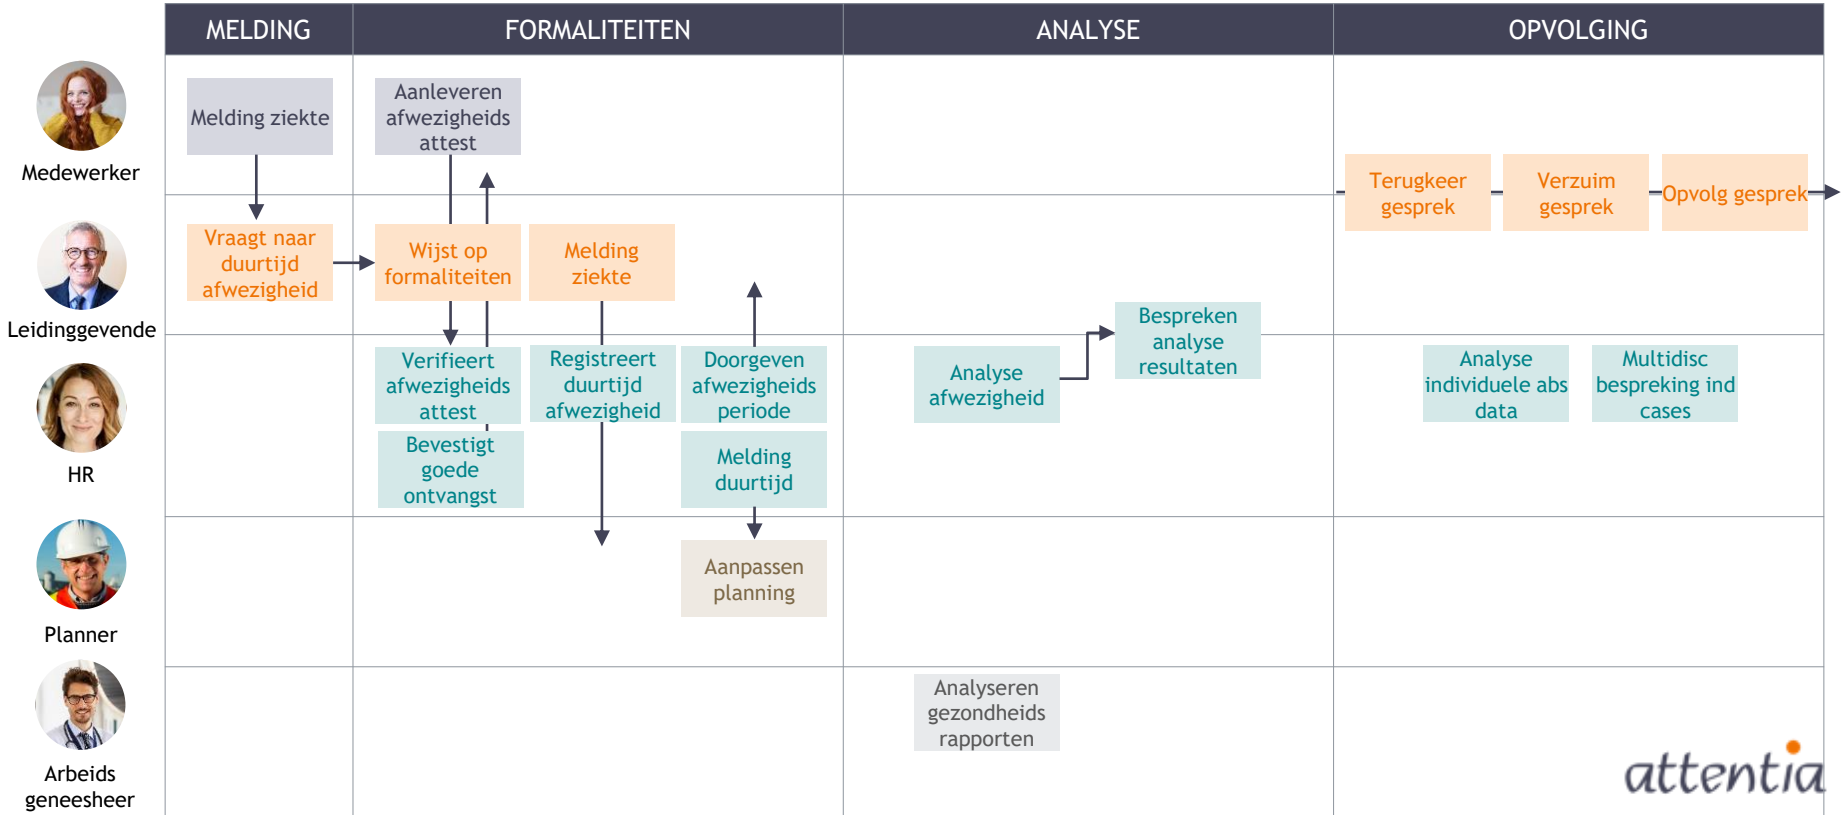 MELDING
FORMALITEITEN
ANALYSE
OPVOLGING
Medewerker
Melding ziekte
Aanleveren
afwezigheids
attest
Terugkeer
gesprek
Verzuim
gesprek
Opvolg gesprek
Leidinggevende
Vraagt naar
duurtijd
afwezigheid
Wijst op
formaliteiten
Melding
ziekte
Bespreken
analyse
resultaten
HR
Verifieert
afwezigheids
attest
Registreert
duurtijd
afwezigheid
Doorgeven
afwezigheids
periode
Analyse
afwezigheid
Analyse
individuele abs
data
Multidisc
bespreking ind
cases
Bevestigt
goede
ontvangst
Melding
duurtijd
Planner
Aanpassen
planning
Arbeids
geneesheer
Analyseren
gezondheids
rapporten
attentia